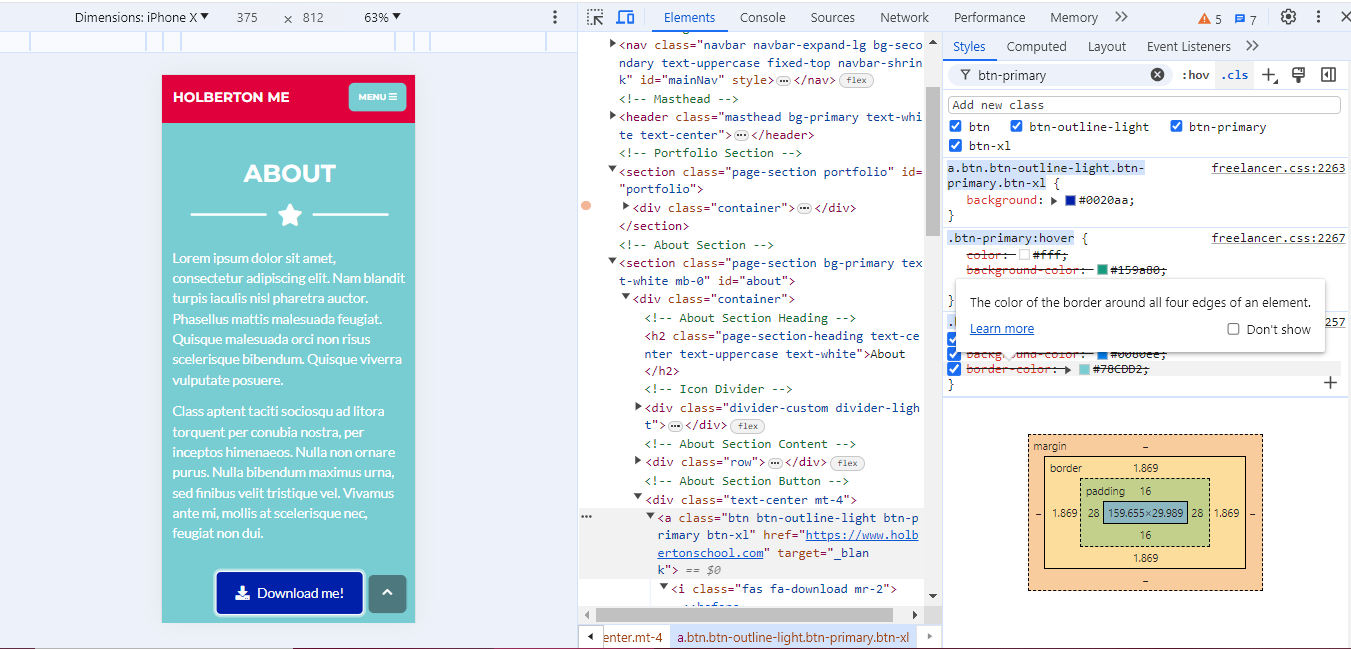 Dimensions: iPhone X ▼ 375 × 812 63% ▼
HOLBERTON ME
MENU
ABOUT
Lorem ipsum dolor sit amet,
consectetur adipiscing elit. Nam blandit
turpis iaculis nisl pharetra auctor.
Phasellus mattis malesuada feugiat.
Quisque malesuada orci non risus
scelerisque bibendum. Quisque viverra
vulputate posuere.
Class aptent taciti sociosqu ad litora
torquent per conubia nostra, per
inceptos himenaeos. Nulla non ornare
purus. Nulla bibendum maximus urna,
sed finibus velit tristique vel. Vivamus
ante mi, mollis at scelerisque nec,
feugiat non dui.
Download me!
Elements Console Sources Network Performance Memory 5 7
<nav class="navbar navbar-expand-lg bg-seco
ndary text-uppercase fixed-top navbar-shrin
k" id="mainNav" style>…</nav> flex
<!-- Masthead -->
<header class="masthead bg-primary text-whi
te text-center">…</header>
<!-- Portfolio Section -->
<section class="page-section portfolio" id=
"portfolio">
<div class="container">…</div>
</section>
<!-- About Section -->
<section class="page-section bg-primary tex
t-white mb-0" id="about">
<div class="container">
<!-- About Section Heading -->
<h2 class="page-section-heading text-ce
nter text-uppercase text-white">About
</h2>
<!-- Icon Divider -->
<div class="divider-custom divider-ligh
t">…</div> flex
<!-- About Section Content -->
<div class="row">…</div> flex
<!-- About Section Button -->
<div class="text-center mt-4">
<a class="btn btn-outline-light btn-p
rimary btn-xl" href="https://www.holb
ertonschool.com" target="_blan
k"> == $0
<i class="fas fa-download mr-2">
enter.mt-4 a.btn.btn-outline-light.btn-primary.btn-xl
Styles Computed Layout Event Listeners
btn-primary :hov .cls
Add new class
btn btn-outline-light btn-primary
btn-xl
a.btn.btn-outline-light.btn- freelancer.css:2263
primary.btn-xl {
background: #0020aa;
}
.btn-primary:hover { freelancer.css:2267
color: #fff;
background-color: #159a80;
}
The color of the border around all four edges of an element.
Learn more Don't show
257
background-color: #0080ee;
border-color: #78CDD2;
}
margin –
border 1.869
padding 16
– 1.869 28 159.655×29.989 28 1.869 –
16
1.869
–